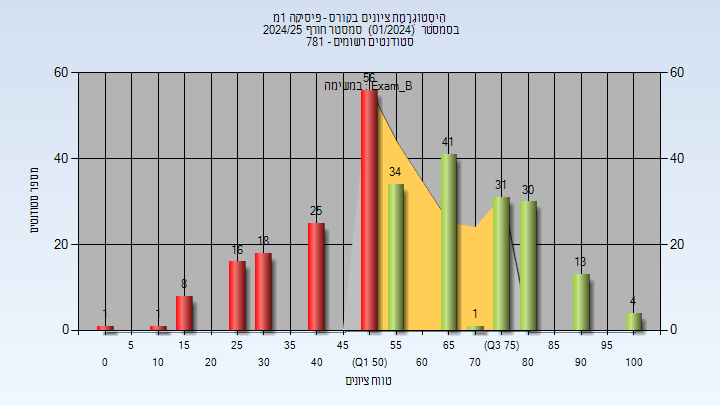 היסטוגרמת ציונים בקורס - פיסיקה 1מ
בסמסטר (01/2024) סמסטר חורף 2024/25
סטודנטים רשומים - 781
במשימה : Exam_B
מספר סטודנטים
60 60
40 40
20 20
0 0
1 1 8 16 18 25 56 34 41 1 31 30 13 4
5 15 25 35 45 55 65 (Q3 75) 85 95
0 10 20 30 40 (Q1 50) 60 70 80 90 100
טווח ציונים